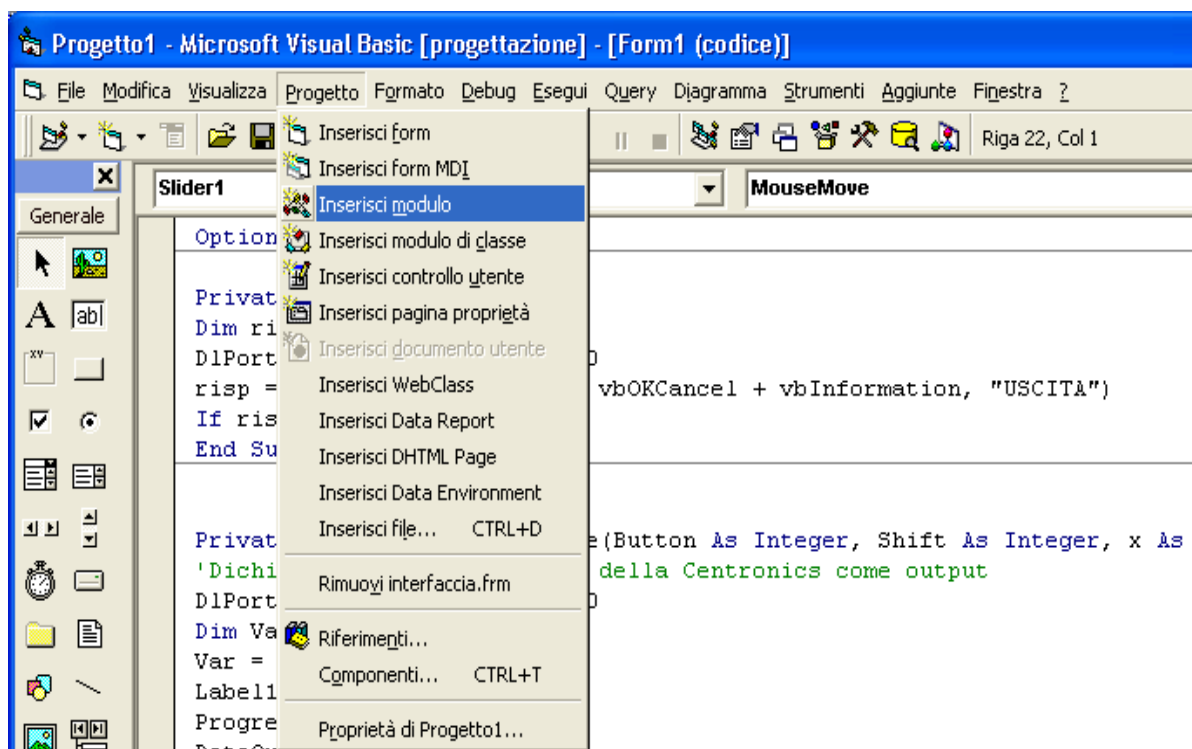 Progetto1 - Microsoft Visual Basic [progettazione] - [Form1 (codice)]
File Modifica Visualizza Progetto Formato Debug Esegui Query Diagramma Strumenti Aggiunte Finestra ?
Riga 22, Col 1
Generale
Slider1
MouseMove
Inserisci form
Inserisci form MDI
Inserisci modulo
Inserisci modulo di classe
Inserisci controllo utente
Inserisci pagina proprietà
Inserisci documento utente
Inserisci WebClass
Inserisci Data Report
Inserisci DHTML Page
Inserisci Data Environment
Inserisci file... CTRL+D
Rimuovi interfaccia.frm
Riferimenti...
Componenti... CTRL+T
Proprietà di Progetto1...
A
abl
xv
Option
Privat
Dim ri
DlPort
risp = vbOKCancel + vbInformation, "USCITA")
If ris
End Su
Privat e(Button As Integer, Shift As Integer, x As
'Dichi della Centronics come output
DlPort
Dim Va
Var =
Label1
Progre